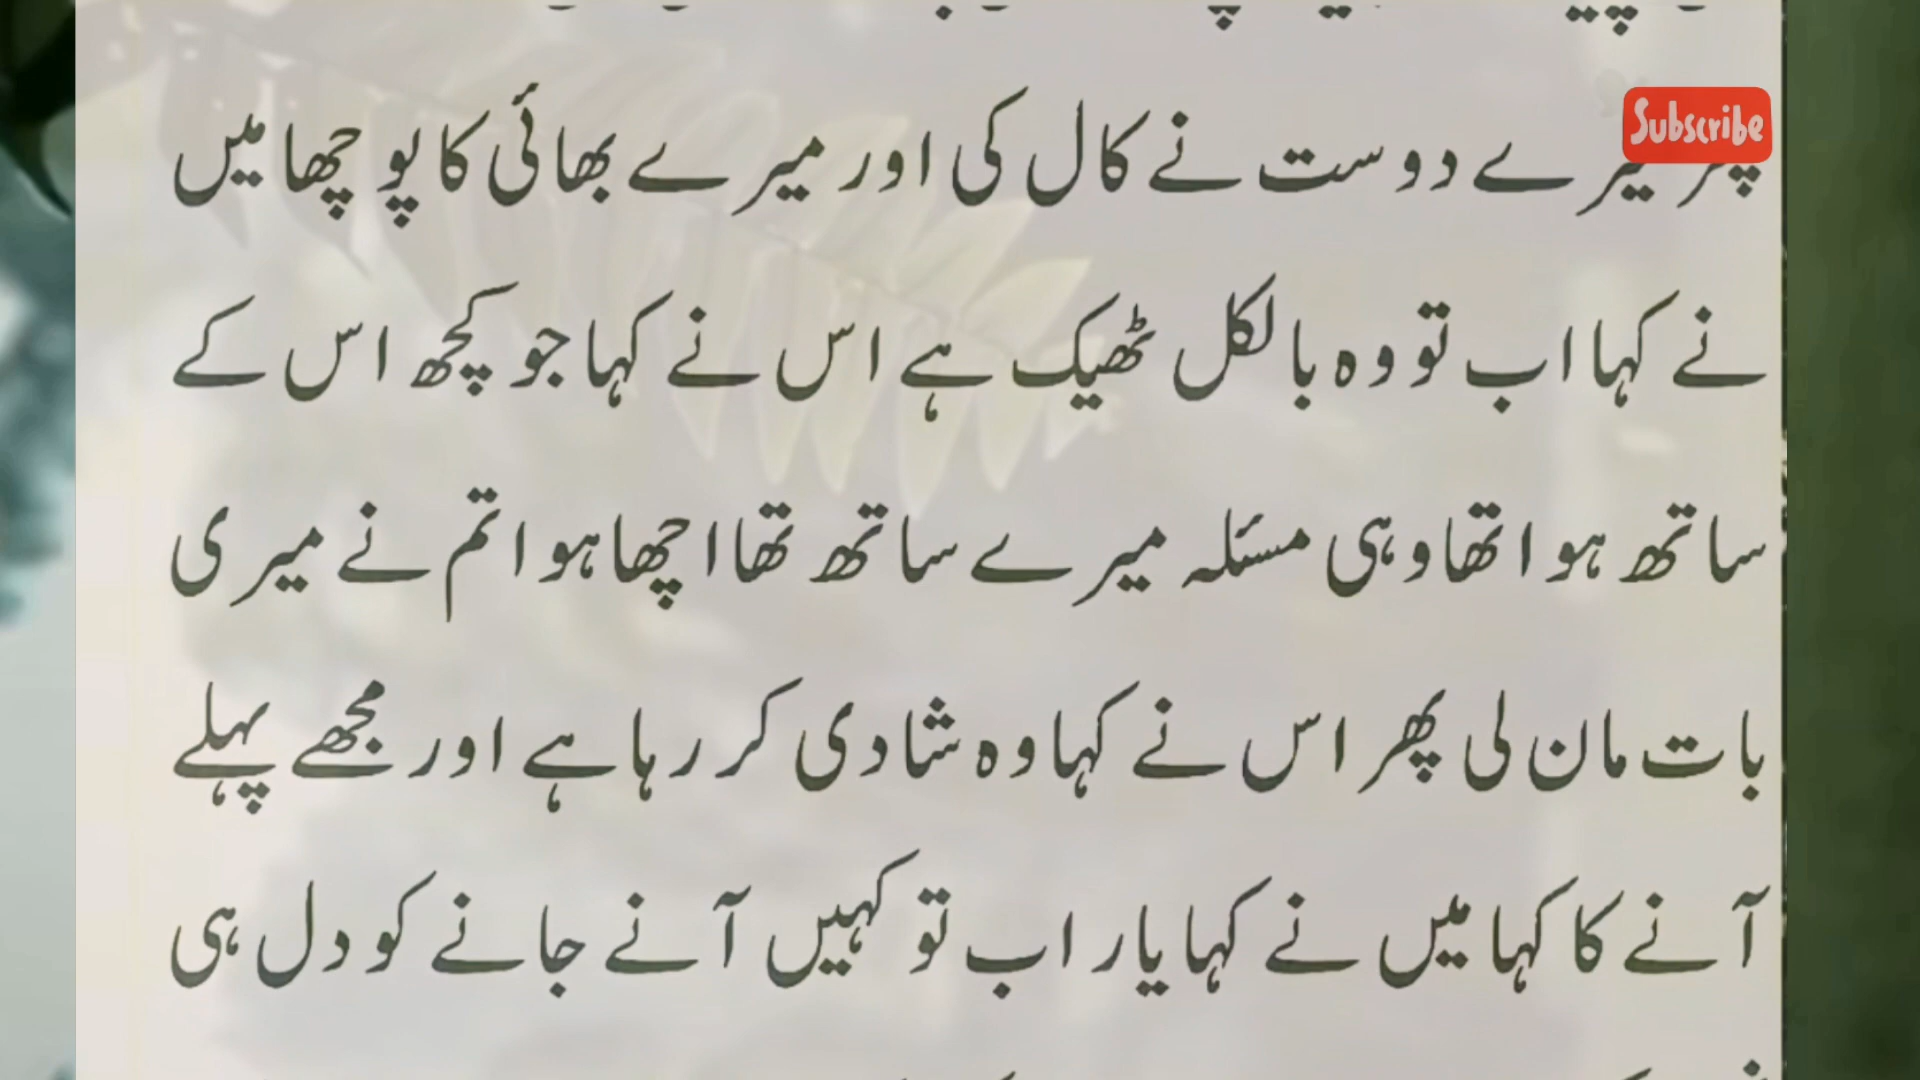 Subscribe
پھر میرے دوست نے کال کی اور میرے بھائی کا پوچھا میں
نے کہا اب تو وہ بالکل ٹھیک ہے اس نے کہا جو کچھ اس کے
ساتھ ہوا تھا وہی مسئلہ میرے ساتھ تھا اچھا ہوا تم نے میری
بات مان لی پھر اس نے کہا وہ شادی کر رہا ہے اور مجھے پہلے
آنے کا کہا میں نے کہا یار اب تو کہیں آنے جانے کو دل ہی